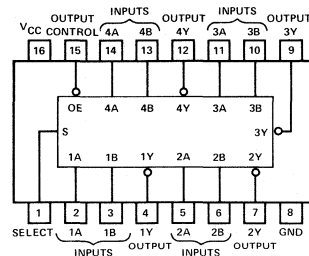 OUTPUT INPUTS OUTPUT INPUTS OUTPUT
VCC CONTROL 4A 4B 4Y 3A 3B 3Y
16 15 14 13 12 11 10 9
OE 4A 4B 4Y 3A 3B
S 3Y
1A 1B 1Y 2A 2B 2Y
1 2 3 4 5 6 7 8
SELECT 1A 1B 1Y 2A 2B 2Y GND
INPUTS OUTPUT INPUTS OUTPUT